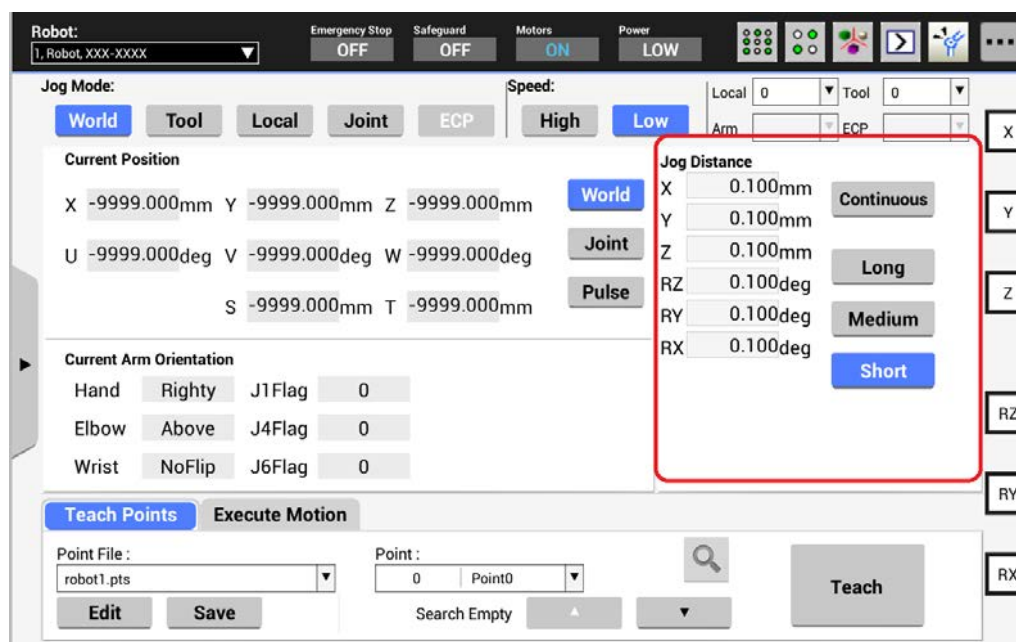 Robot: Emergency Stop Safeguard Motors Power
1, Robot, XXX-XXXX OFF OFF ON LOW
Jog Mode: Speed: Local 0 Tool 0
World Tool Local Joint ECP High Low Arm ECP
X
Current Position
X -9999.000mm Y -9999.000mm Z -9999.000mm World
U -9999.000deg V -9999.000deg W -9999.000deg Joint
S -9999.000mm T -9999.000mm Pulse
Jog Distance
X 0.100mm Continuous
Y 0.100mm
Z 0.100mm Long
RZ 0.100deg
RY 0.100deg Medium
RX 0.100deg Short
Y
Z
Current Arm Orientation
Hand Righty J1Flag 0
Elbow Above J4Flag 0
Wrist NoFlip J6Flag 0
RZ
RY
Teach Points Execute Motion
Point File : Point :
robot1.pts 0 Point0 Teach
Edit Save Search Empty
RX